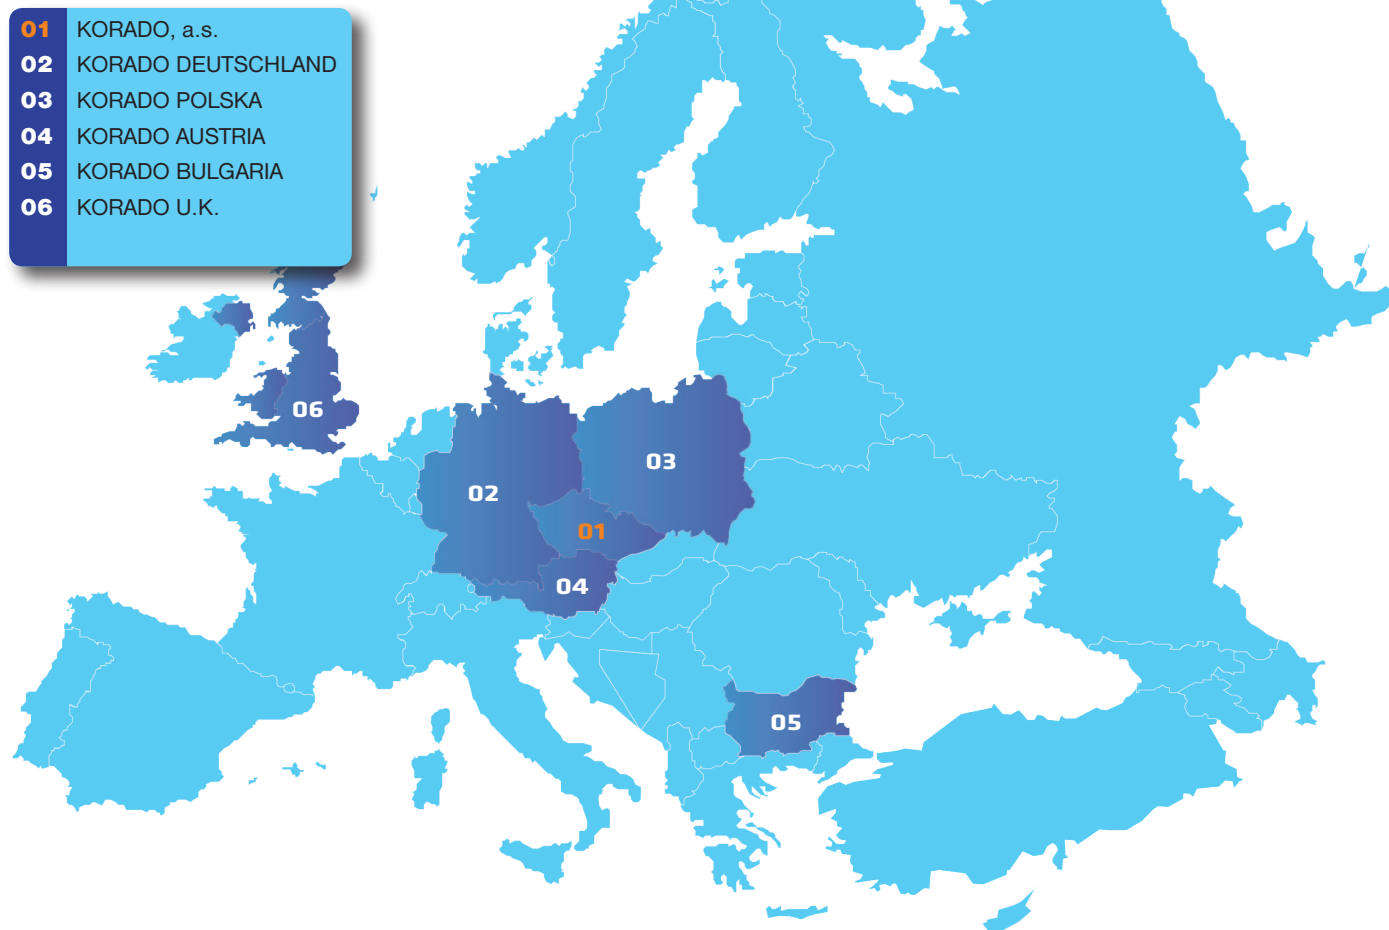 01 KORADO, a.s.
02 KORADO DEUTSCHLAND
03 KORADO POLSKA
04 KORADO AUSTRIA
05 KORADO BULGARIA
06 KORADO U.K.
06
03
02
01
04
05